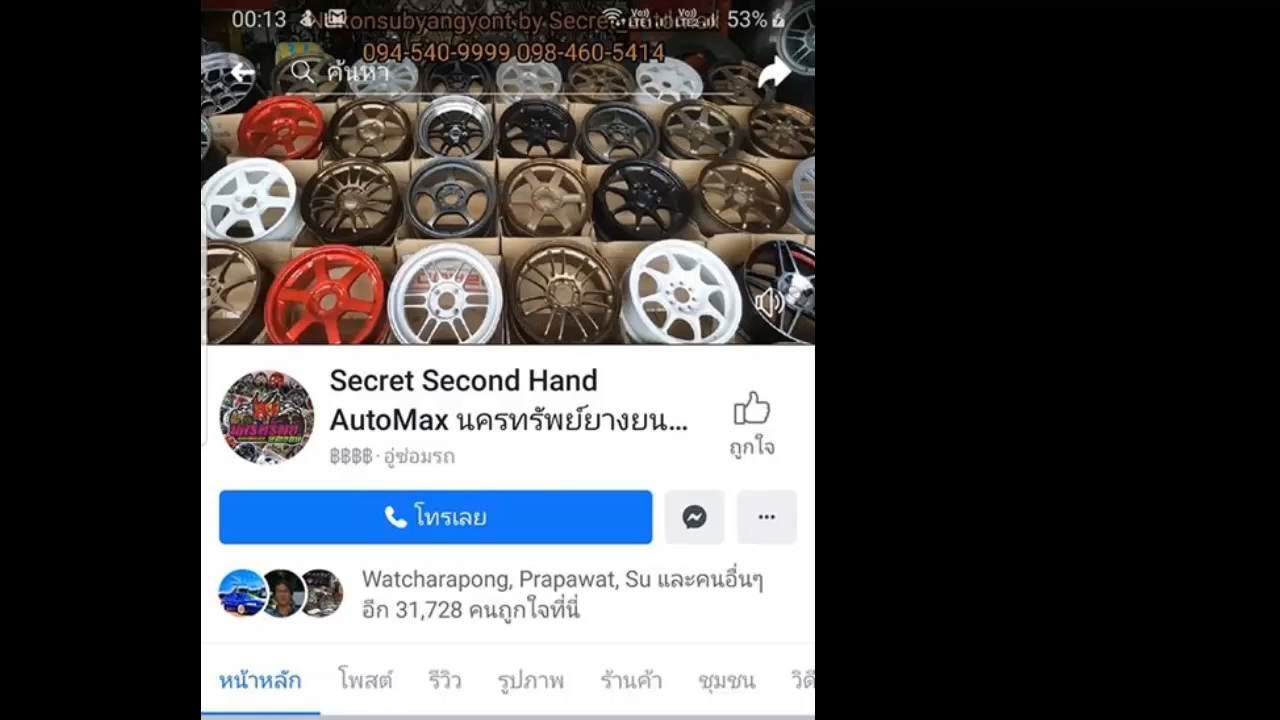 00:13
53%
094-540-9999 098-460-5414
ค้นหา
Secret Second Hand
AutoMax นครทรัพย์ยางยน...
฿฿฿฿ · อู่ซ่อมรถ
ถูกใจ
โทรเลย
Watcharapong, Prapawat, Su และคนอื่นๆ
อีก 31,728 คนถูกใจที่นี่
หน้าหลัก โพสต์ รีวิว รูปภาพ ร้านค้า ชุมชน วิดี